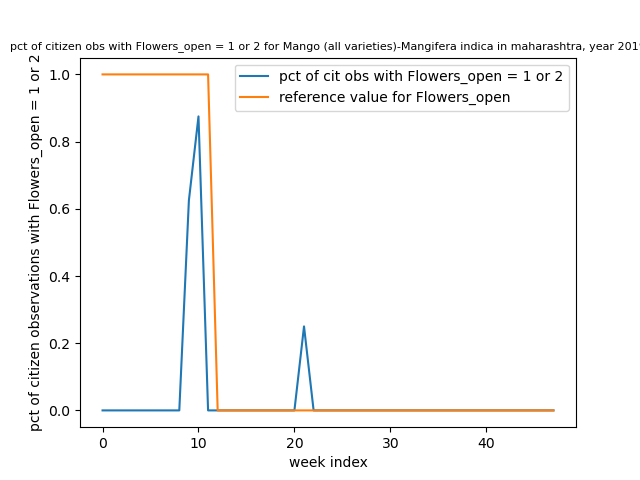 pct of citizen obs with Flowers_open = 1 or 2 for Mango (all varieties)-Mangifera indica in maharashtra, year 201
pct of cit obs with Flowers_open = 1 or 2
reference value for Flowers_open
pct of citizen observations with Flowers_open = 1 or 2
1.0
0.8
0.6
0.4
0.2
0.0
0 10 20 30 40
week index